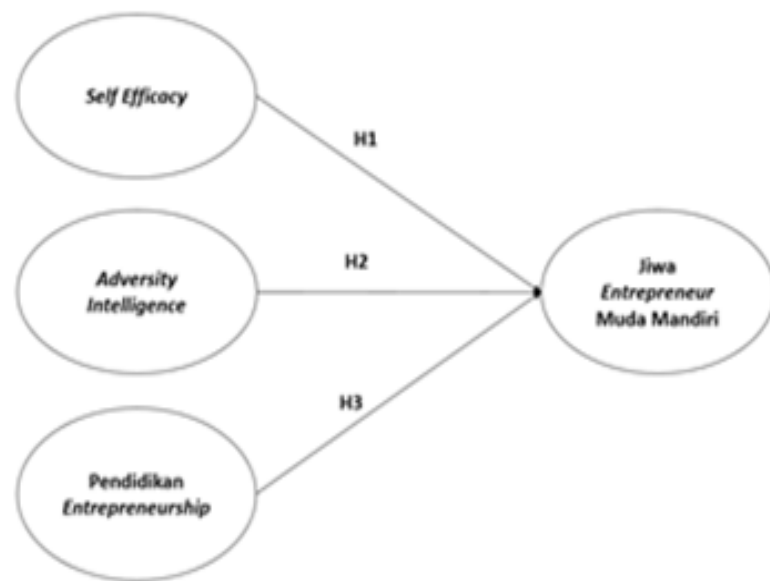 Self Efficacy
H1
Adversity
Intelligence
H2
Jiwa
Entrepreneur
Muda Mandiri
H3
Pendidikan
Entrepreneurship